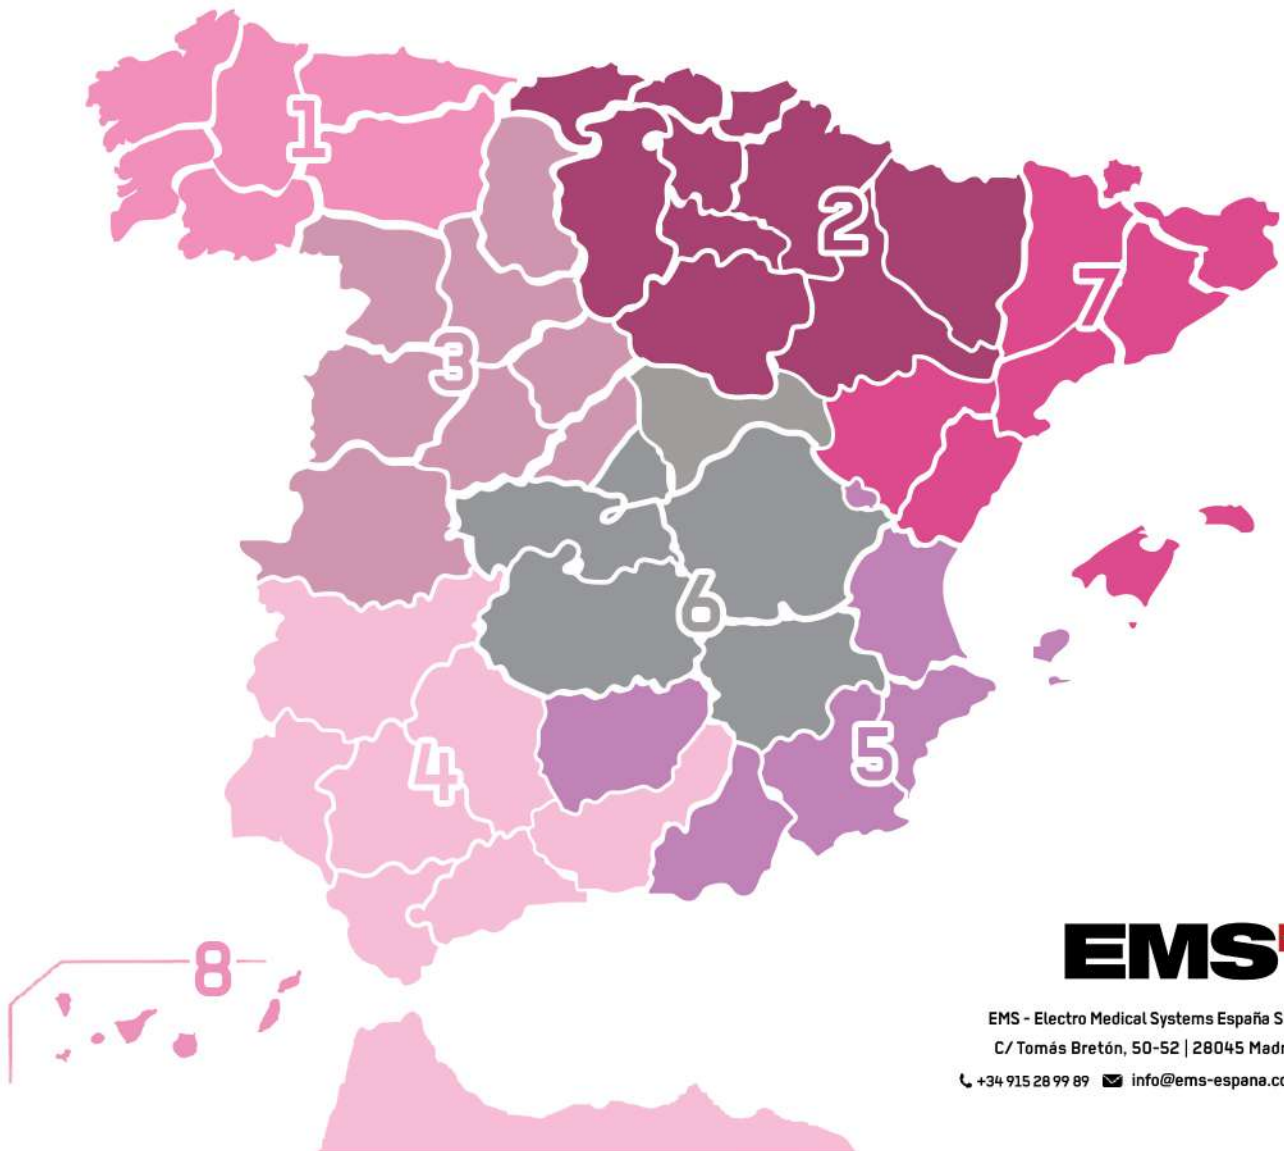 1
2
7
3
6
4
5
8
EMS
EMS - Electro Medical Systems España S
C/ Tomás Bretón, 50-52 | 28045 Madr
+34 915 28 99 89 info@ems-espana.co